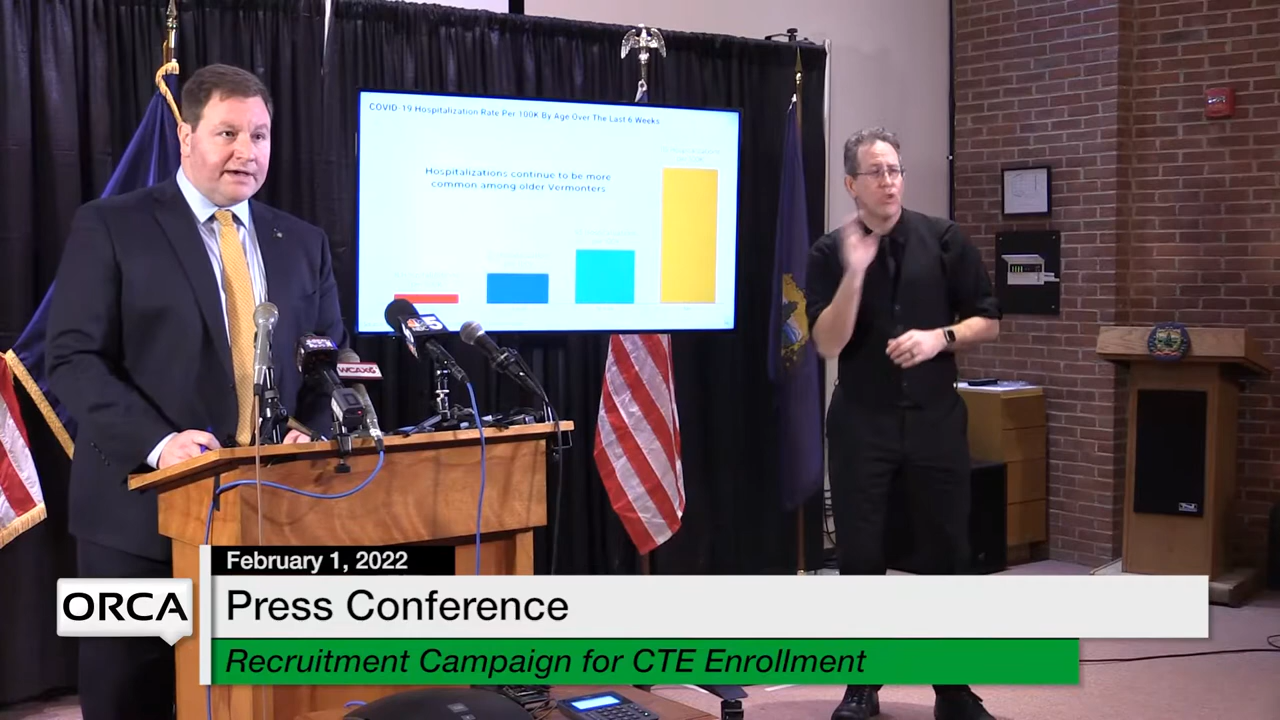 COVID-19 Hospitalization Rate Per 100K By Age Over The Last 6 Weeks
Hospitalizations continue to be more
common among older Vermonters
5
WCAX
February 1, 2022
ORCA
Press Conference
Recruitment Campaign for CTE Enrollment